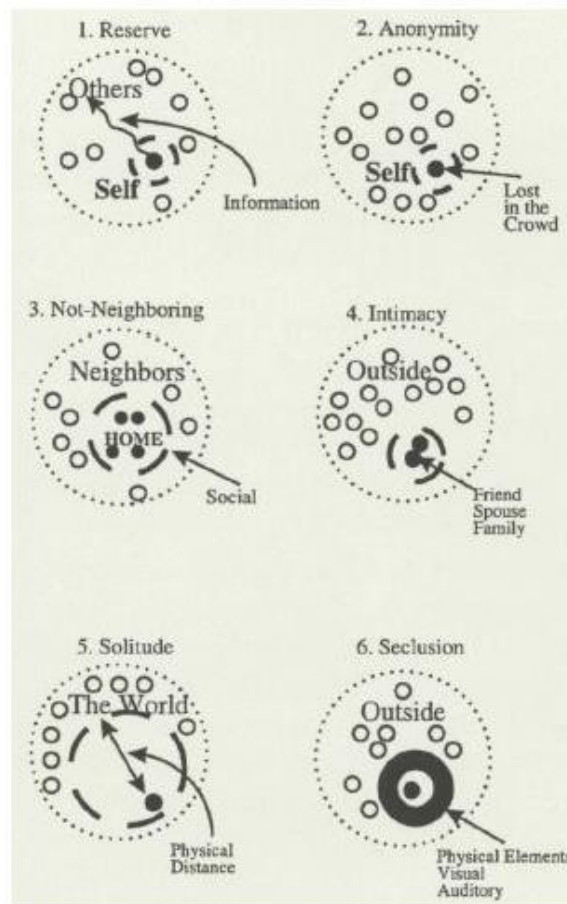 1. Reserve
Others
Self
Information
2. Anonymity
Self
Lost
in the
Crowd
3. Not-Neighboring
Neighbors
HOME
Social
4. Intimacy
Outside
Friend
Spouse
Family
5. Solitude
The World
Physical
Distance
6. Seclusion
Outside
Physical Elements
Visual
Auditory